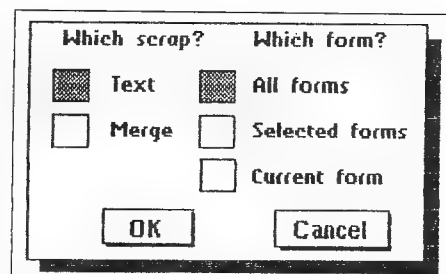 Which scrap? Which form?
Text All forms
Merge Selected forms
Current form
OK Cancel